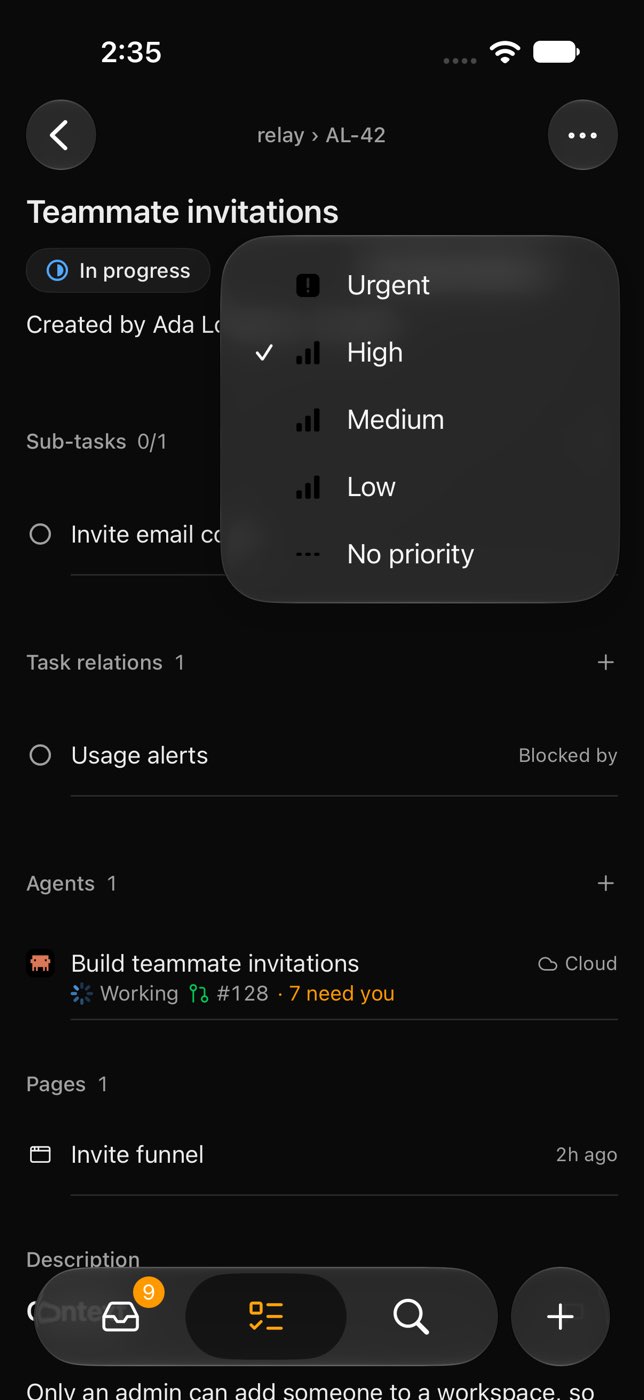 2:35
relay › AL-42
Teammate invitations
In progress
Urgent
Created by Ada
High
Medium
Sub-tasks 0/1
Low
Invite email
No priority
Task relations 1
Usage alerts
Blocked by
Agents 1
Build teammate invitations
Cloud
Working #128 · 7 need you
Pages 1
Invite funnel
2h ago
Description
9
Only an admin can add someone to a workspace, so